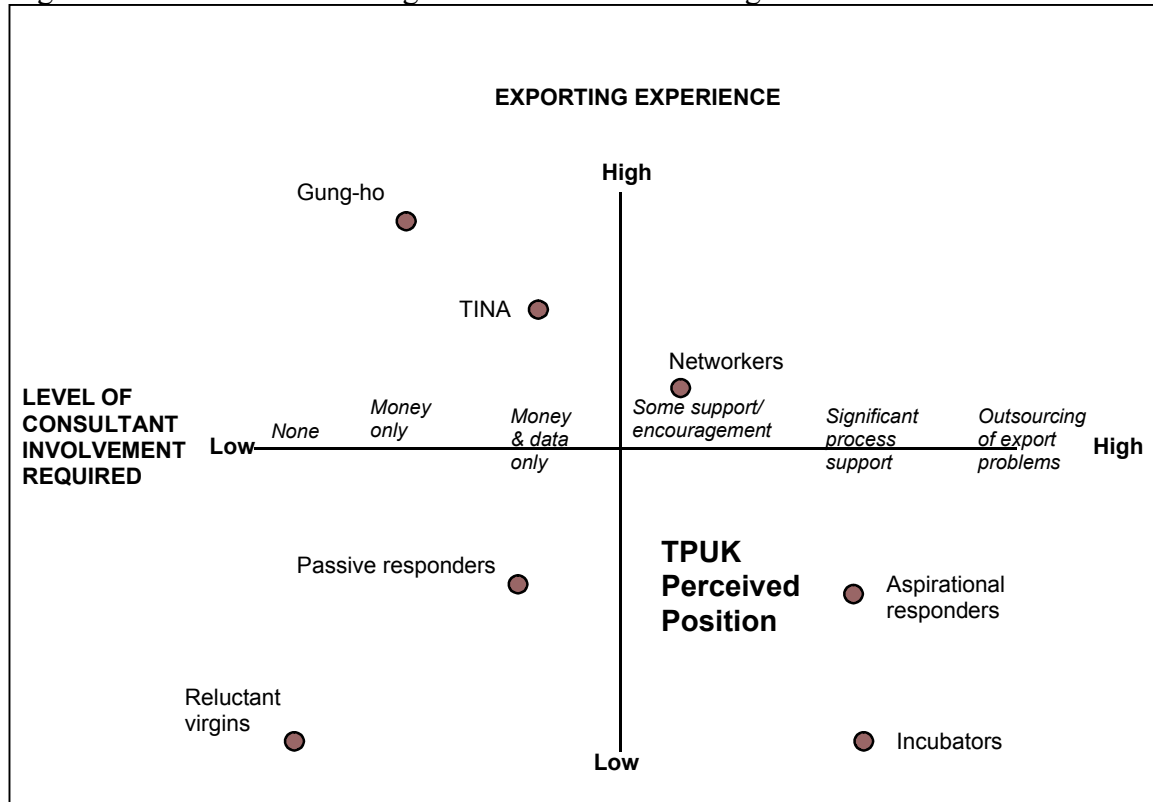 EXPORTING EXPERIENCE
High
Gung-ho
TINA
Networkers
LEVEL OF
CONSULTANT
INVOLVEMENT
REQUIRED
Low
None
Money
only
Money
& data
only
Some support/
encouragement
Significant
process
support
Outsourcing
of export
problems
High
Passive responders
TPUK
Perceived
Position
Aspirational
responders
Reluctant
virgins
Incubators
Low